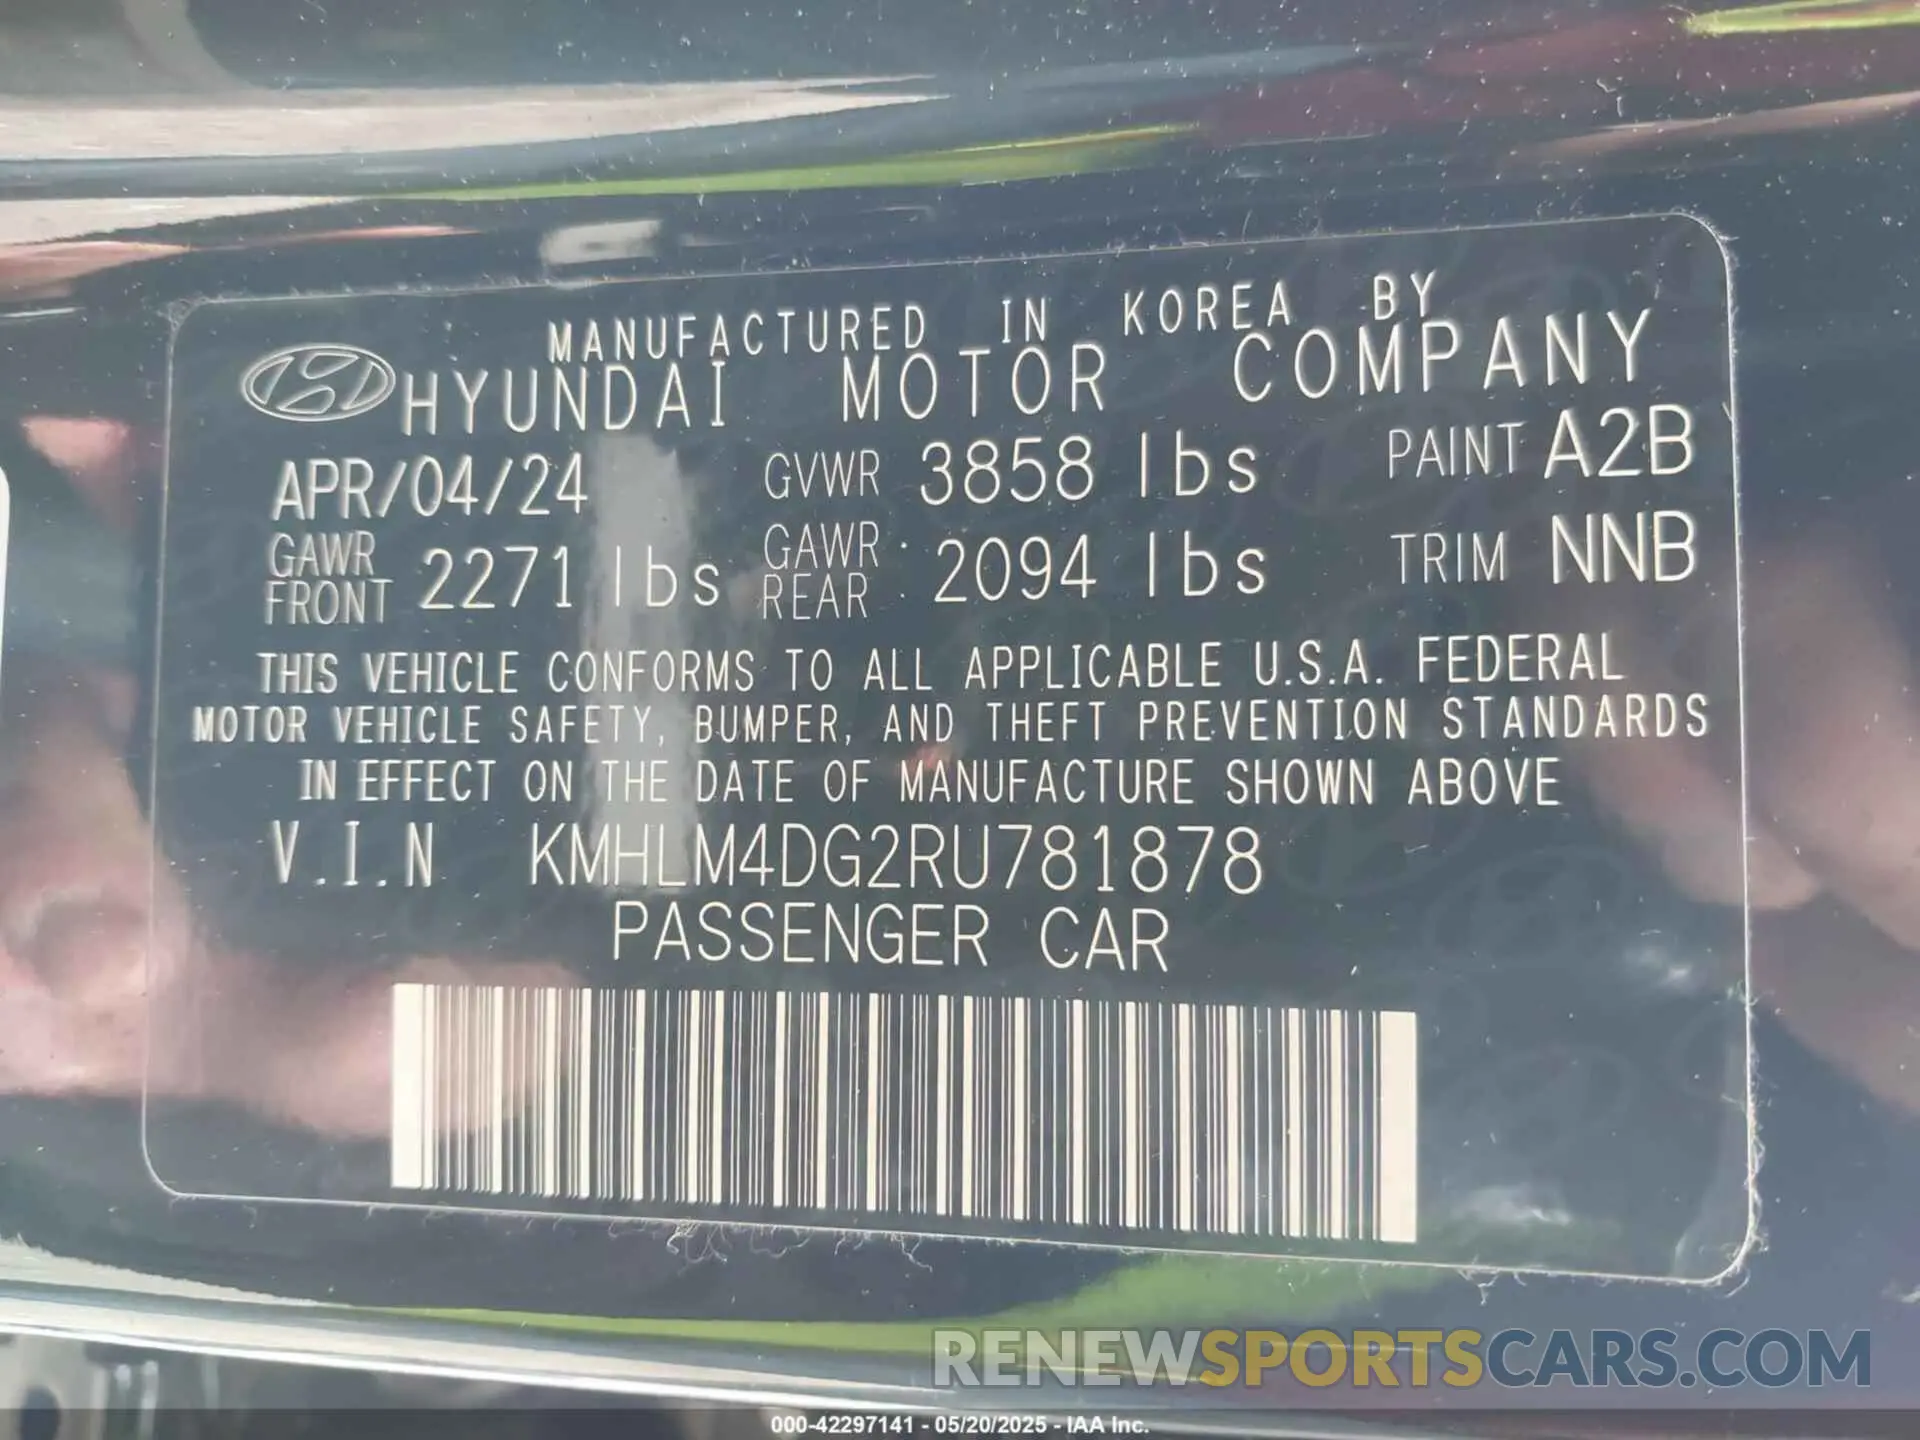 MANUFACTURED IN KOREA BY
HYUNDAI MOTOR COMPANY
APR/04/24 GVWR 3858 lbs PAINT A2B
GAWR FRONT 2271 lbs GAWR REAR 2094 lbs TRIM NNB
THIS VEHICLE CONFORMS TO ALL APPLICABLE U.S.A. FEDERAL
MOTOR VEHICLE SAFETY, BUMPER, AND THEFT PREVENTION STANDARDS
IN EFFECT ON THE DATE OF MANUFACTURE SHOWN ABOVE
V.I.N KMHLM4DG2RU781878
PASSENGER CAR
RENEWSPORTSCARS.COM
000-42297141 - 05/20/2025 - IAA Inc.